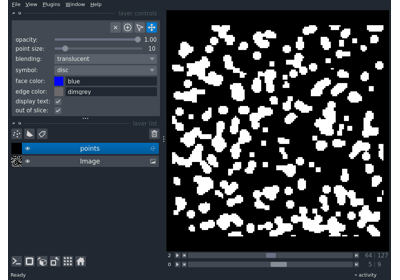 File View Plugins Window Help
layer controls
opacity: 1.00
point size: 10
blending: translucent
symbol: disc
face color: blue
edge color: dimgrey
display text:
out of slice:
layer list
points
Image
2 64 127
0 5 9
Ready activity